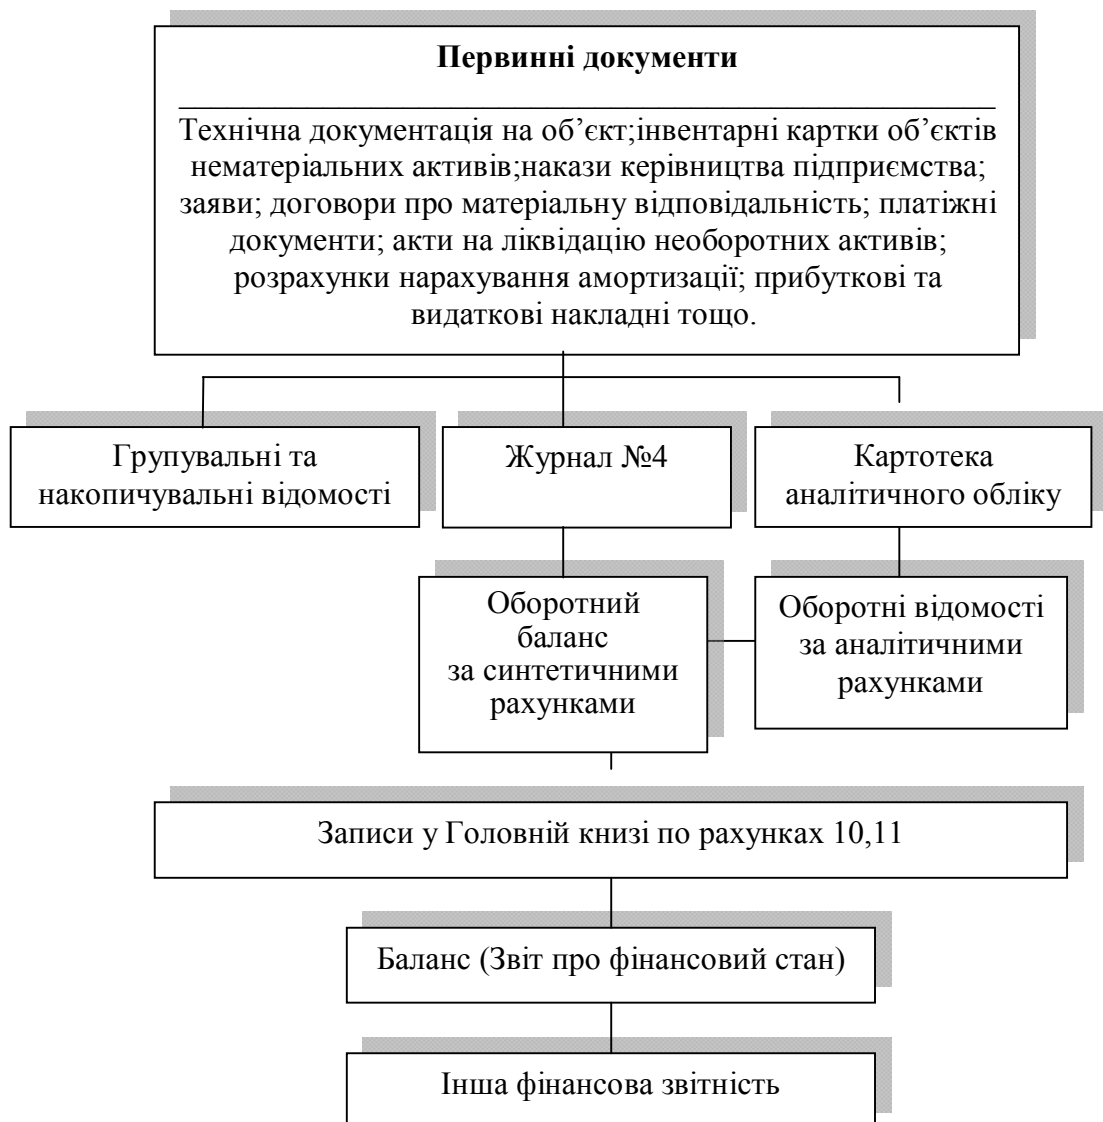 Первинні документи
Технічна документація на об’єкт;інвентарні картки об’єктів
нематеріальних активів;накази керівництва підприємства;
заяви; договори про матеріальну відповідальність; платіжні
документи; акти на ліквідацію необоротних активів;
розрахунки нарахування амортизації; прибуткові та
видаткові накладні тощо.
Групувальні та
накопичувальні відомості
Журнал №4
Картотека
аналітичного обліку
Оборотний
баланс
за синтетичними
рахунками
Оборотні відомості
за аналітичними
рахунками
Записи у Головній книзі по рахунках 10,11
Баланс (Звіт про фінансовий стан)
Інша фінансова звітність